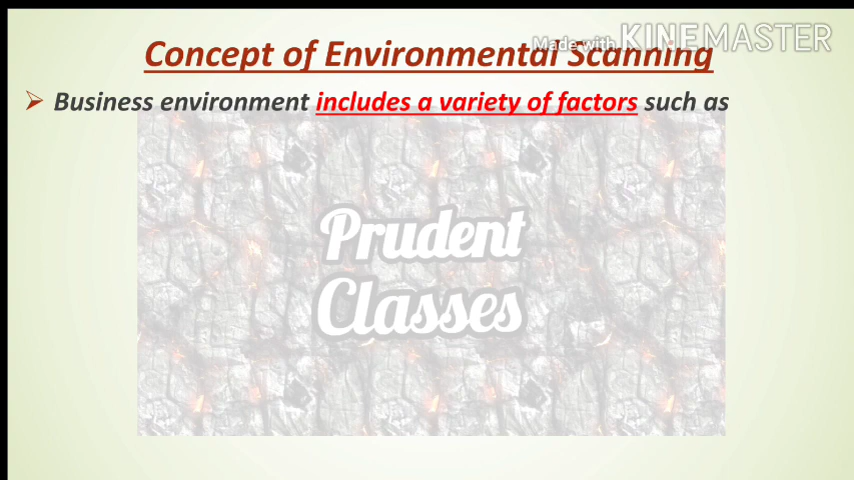 Made with KINEMASTER
Concept of Environmental Scanning
Business environment includes a variety of factors such as
Prudent
Classes